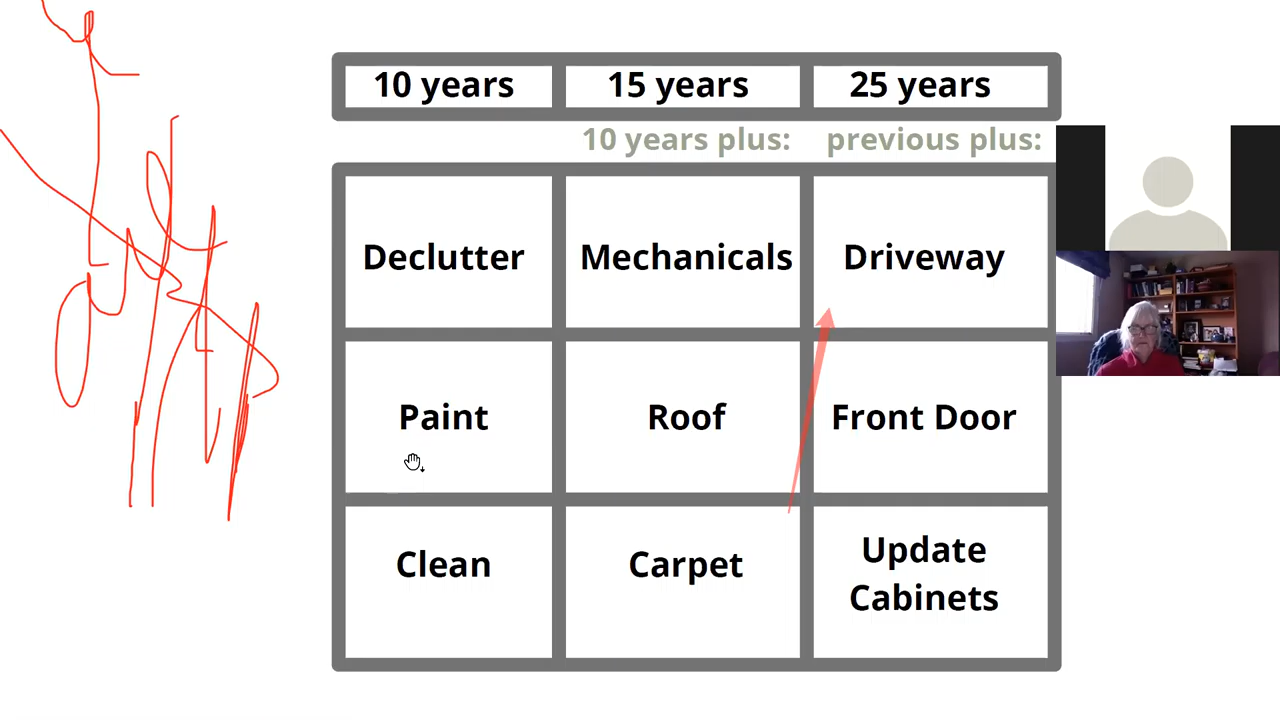 10 years 15 years 25 years
10 years plus: previous plus:
Declutter Mechanicals Driveway
Paint Roof Front Door
Clean Carpet Update Cabinets